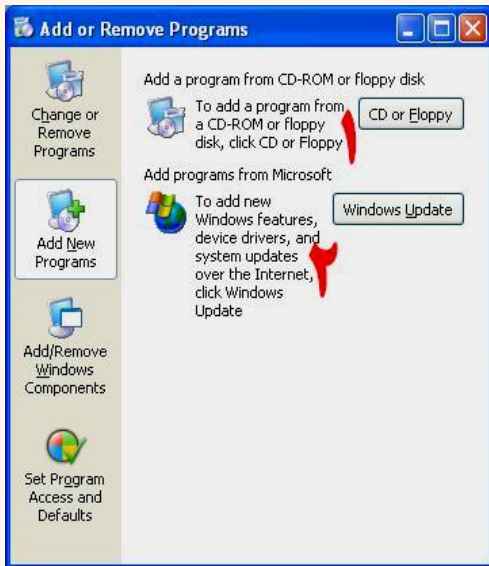 Add or Remove Programs
Change or
Remove
Programs
Add New
Programs
Add/Remove
Windows
Components
Set Program
Access and
Defaults
Add a program from CD-ROM or floppy disk
To add a program from
a CD-ROM or floppy
disk, click CD or Floppy
CD or Floppy
١
Add programs from Microsoft
To add new
Windows features,
device drivers, and
system updates
over the Internet,
click Windows
Update
Windows Update
٢